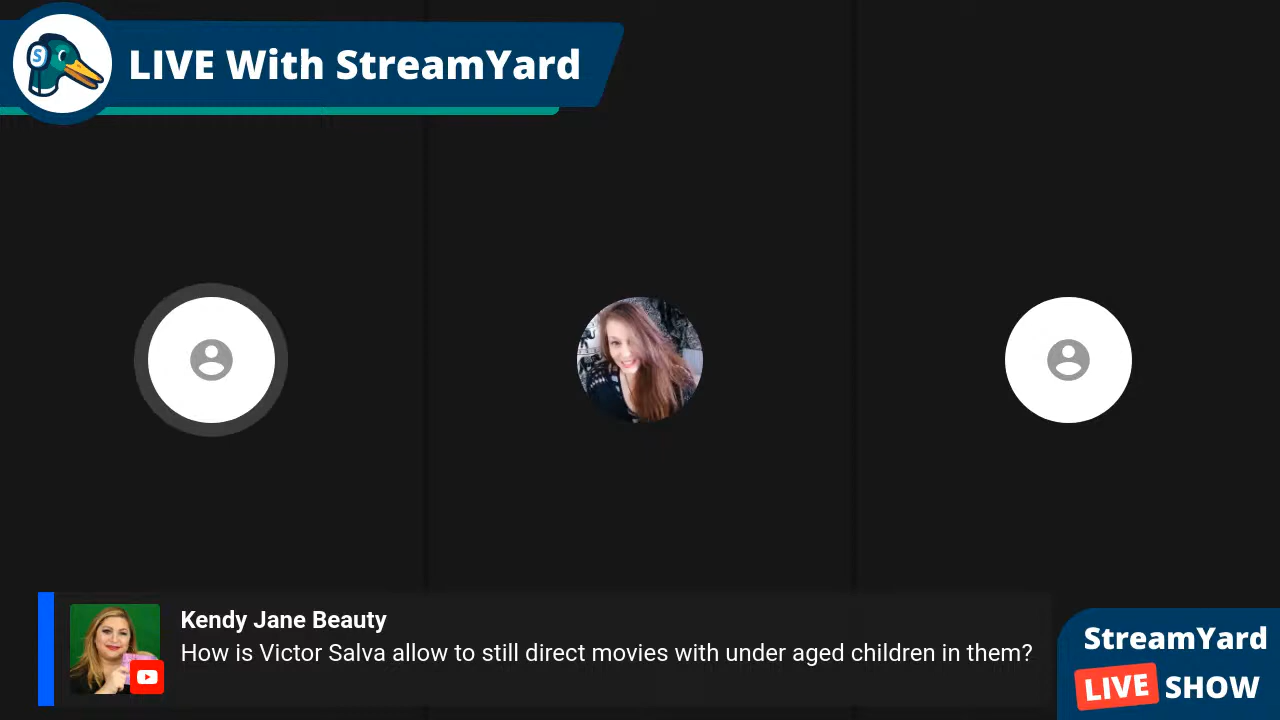 S
LIVE With StreamYard
Kendy Jane Beauty
How is Victor Salva allow to still direct movies with under aged children in them?
StreamYard
LIVE SHOW